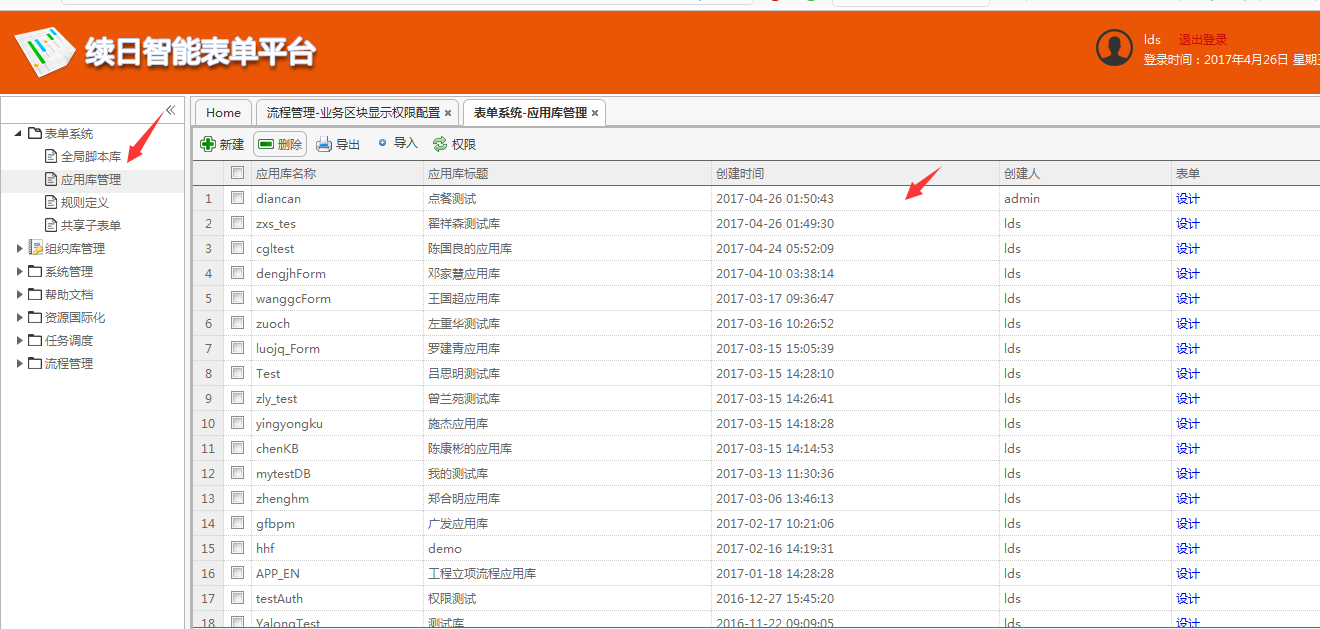 续日智能表单平台
lds 退出登录
登录时间：2017年4月26日 星期五
表单系统
全局脚本库
应用库管理
规则定义
共享子表单
组织库管理
系统管理
帮助文档
资源国际化
任务调度
流程管理
Home 流程管理-业务区块显示权限配置 表单系统-应用库管理
新建 删除 导出 导入 权限
应用库名称 应用库标题 创建时间 创建人 表单
1 diancan 点餐测试 2017-04-26 01:50:43 admin 设计
2 zxs_tes 翟祥森测试库 2017-04-26 01:49:30 lds 设计
3 cgltest 陈国良的应用库 2017-04-24 05:52:09 lds 设计
4 dengjhForm 邓家慧应用库 2017-04-10 03:38:14 lds 设计
5 wanggcForm 王国超应用库 2017-03-17 09:36:47 lds 设计
6 zuoch 左重华测试库 2017-03-16 10:26:52 lds 设计
7 luojq_Form 罗建青应用库 2017-03-15 15:05:39 lds 设计
8 Test 吕思明测试库 2017-03-15 14:28:10 lds 设计
9 zly_test 曾兰苑测试库 2017-03-15 14:26:41 lds 设计
10 yingyongku 施杰应用库 2017-03-15 14:18:28 lds 设计
11 chenKB 陈康彬的应用库 2017-03-15 14:14:53 lds 设计
12 mytestDB 我的测试库 2017-03-13 11:30:36 lds 设计
13 zhenghm 郑合明应用库 2017-03-06 13:46:13 lds 设计
14 gfbpm 广发应用库 2017-02-17 10:21:06 lds 设计
15 hhf demo 2017-02-16 14:19:31 lds 设计
16 APP_EN 工程立项流程应用库 2017-01-18 14:28:28 lds 设计
17 testAuth 权限测试 2016-12-27 15:45:20 lds 设计
18 YalongTest 测试库 2016-11-22 09:09:05 lds 设计